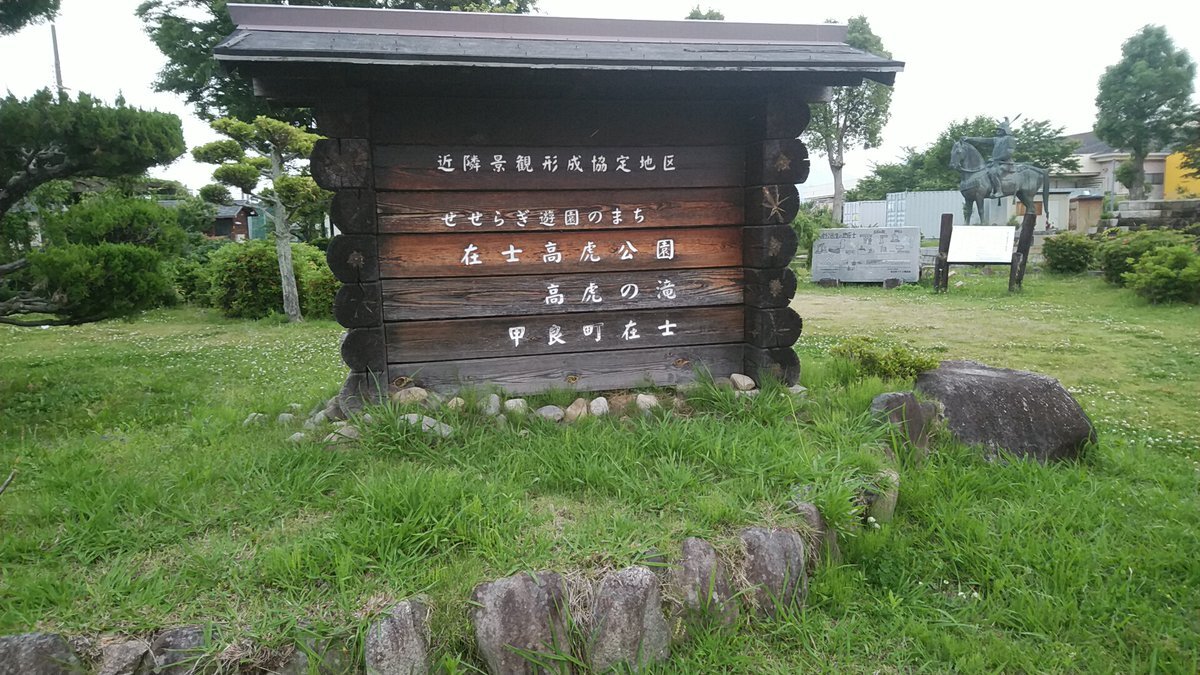 近隣景観形成協定地区
せせらぎ遊園のまち
在士高虎公園
高虎の滝
甲良町在士